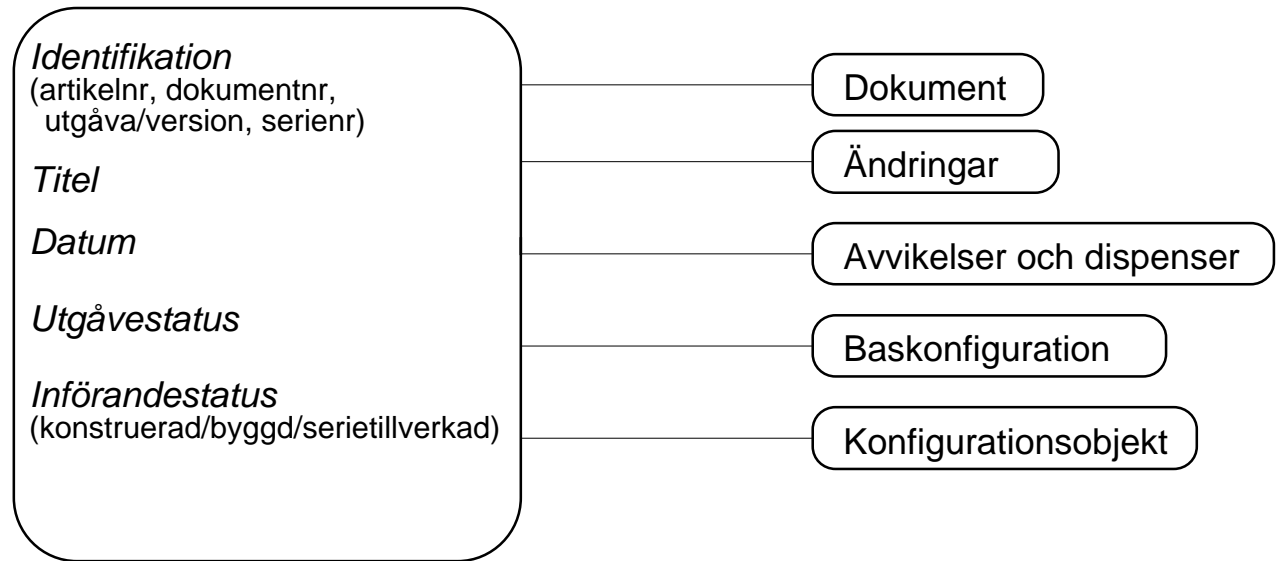 Identifikation
(artikelnr, dokumentnr,
utgåva/version, serienr)
Titel
Datum
Utgåvestatus
Införandestatus
(konstruerad/byggd/serietillverkad)
Dokument
Ändringar
Avvikelser och dispenser
Baskonfiguration
Konfigurationsobjekt